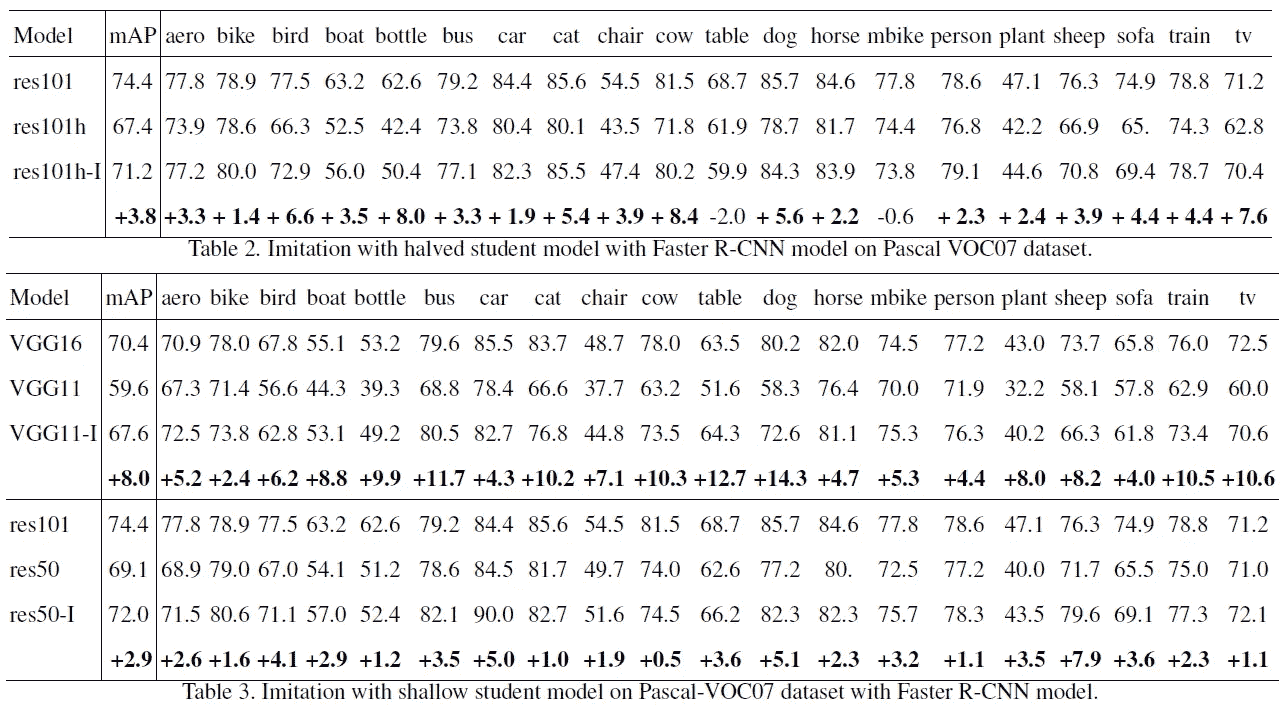 Model mAP aero bike bird boat bottle bus car cat chair cow table dog horse mbike person plant sheep sofa train tv
res101 74.4 77.8 78.9 77.5 63.2 62.6 79.2 84.4 85.6 54.5 81.5 68.7 85.7 84.6 77.8 78.6 47.1 76.3 74.9 78.8 71.2
res101h 67.4 73.9 78.6 66.3 52.5 42.4 73.8 80.4 80.1 43.5 71.8 61.9 78.7 81.7 74.4 76.8 42.2 66.9 65. 74.3 62.8
res101h-I 71.2 77.2 80.0 72.9 56.0 50.4 77.1 82.3 85.5 47.4 80.2 59.9 84.3 83.9 73.8 79.1 44.6 70.8 69.4 78.7 70.4
+3.8 +3.3 + 1.4 + 6.6 + 3.5 + 8.0 + 3.3 + 1.9 + 5.4 + 3.9 + 8.4 -2.0 + 5.6 + 2.2 -0.6 + 2.3 + 2.4 + 3.9 + 4.4 + 4.4 + 7.6
Table 2. Imitation with halved student model with Faster R-CNN model on Pascal VOC07 dataset.
Model mAP aero bike bird boat bottle bus car cat chair cow table dog horse mbike person plant sheep sofa train tv
VGG16 70.4 70.9 78.0 67.8 55.1 53.2 79.6 85.5 83.7 48.7 78.0 63.5 80.2 82.0 74.5 77.2 43.0 73.7 65.8 76.0 72.5
VGG11 59.6 67.3 71.4 56.6 44.3 39.3 68.8 78.4 66.6 37.7 63.2 51.6 58.3 76.4 70.0 71.9 32.2 58.1 57.8 62.9 60.0
VGG11-I 67.6 72.5 73.8 62.8 53.1 49.2 80.5 82.7 76.8 44.8 73.5 64.3 72.6 81.1 75.3 76.3 40.2 66.3 61.8 73.4 70.6
+8.0 +5.2 +2.4 +6.2 +8.8 +9.9 +11.7 +4.3 +10.2 +7.1 +10.3 +12.7 +14.3 +4.7 +5.3 +4.4 +8.0 +8.2 +4.0 +10.5 +10.6
res101 74.4 77.8 78.9 77.5 63.2 62.6 79.2 84.4 85.6 54.5 81.5 68.7 85.7 84.6 77.8 78.6 47.1 76.3 74.9 78.8 71.2
res50 69.1 68.9 79.0 67.0 54.1 51.2 78.6 84.5 81.7 49.7 74.0 62.6 77.2 80. 72.5 77.2 40.0 71.7 65.5 75.0 71.0
res50-I 72.0 71.5 80.6 71.1 57.0 52.4 82.1 90.0 82.7 51.6 74.5 66.2 82.3 82.3 75.7 78.3 43.5 79.6 69.1 77.3 72.1
+2.9 +2.6 +1.6 +4.1 +2.9 +1.2 +3.5 +5.0 +1.0 +1.9 +0.5 +3.6 +5.1 +2.3 +3.2 +1.1 +3.5 +7.9 +3.6 +2.3 +1.1
Table 3. Imitation with shallow student model on Pascal-VOC07 dataset with Faster R-CNN model.